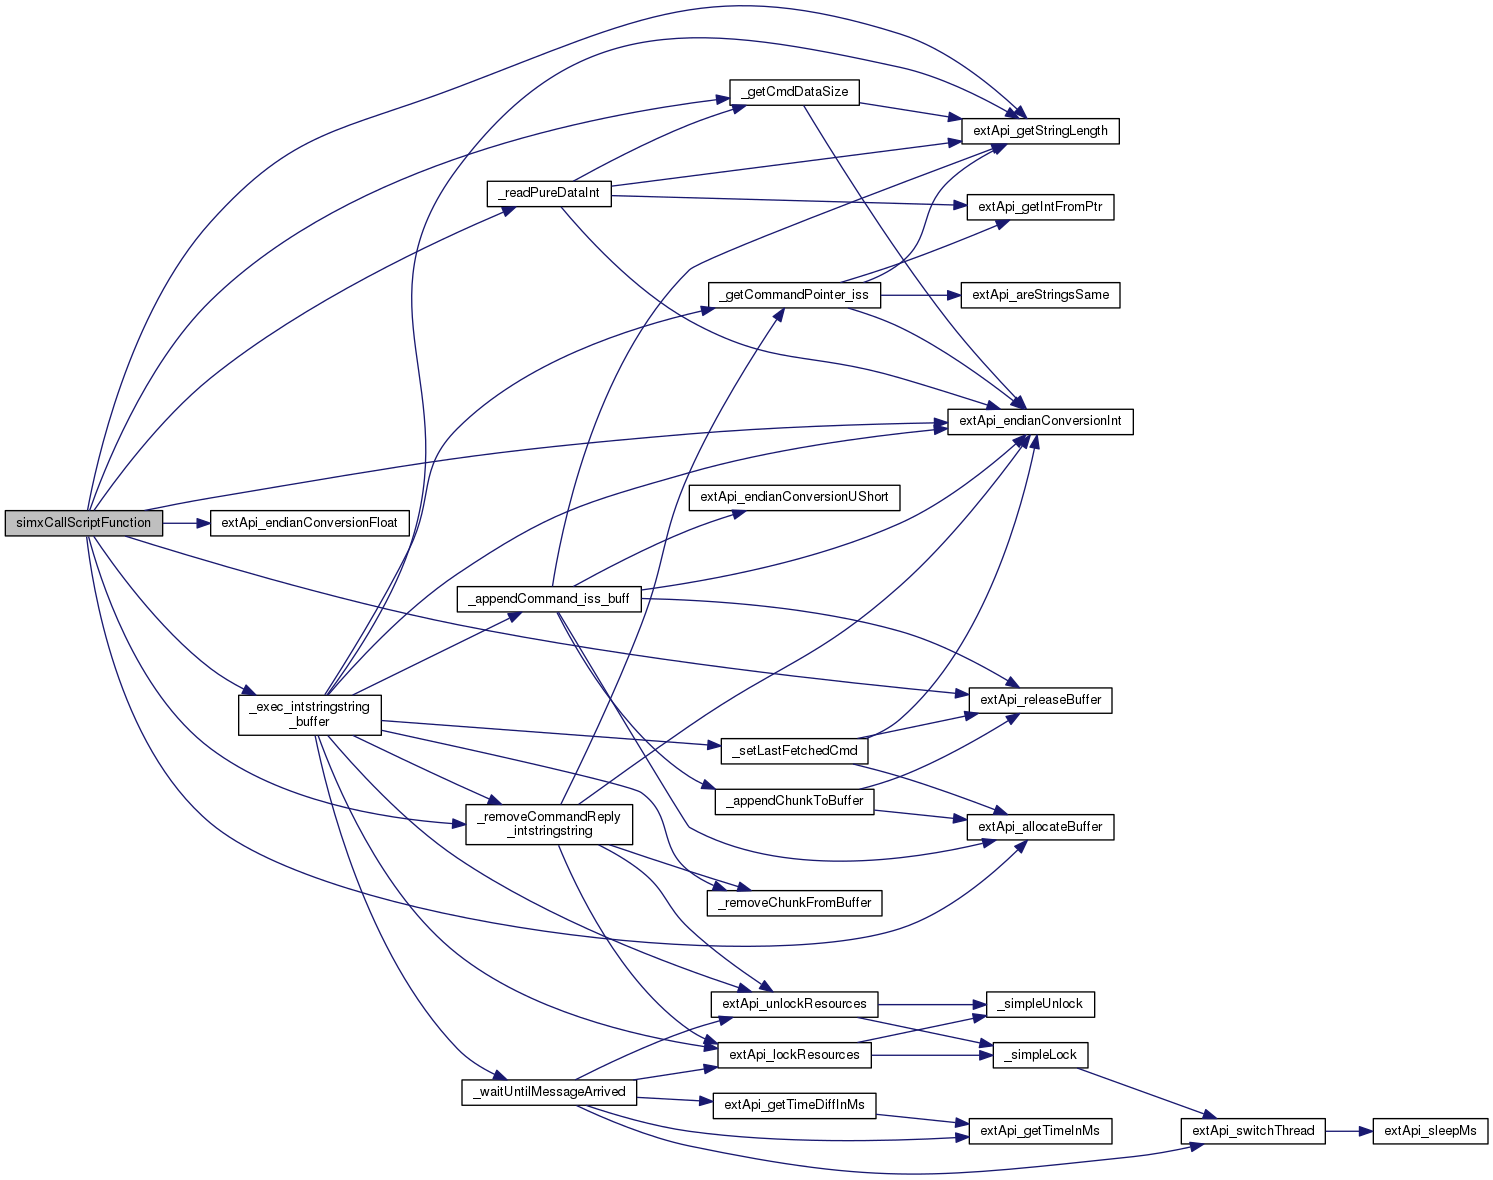 _getCmdDataSize
extApi_getStringLength
_readPureDataInt
extApi_getIntFromPtr
_getCommandPointer_iss
extApi_areStringsSame
extApi_endianConversionInt
extApi_endianConversionUShort
simxCallScriptFunction
extApi_endianConversionFloat
_appendCommand_iss_buff
extApi_releaseBuffer
_exec_intstringstring
_buffer
_setLastFetchedCmd
_appendChunkToBuffer
_removeCommandReply
_intstringstring
extApi_allocateBuffer
_removeChunkFromBuffer
extApi_unlockResources
_simpleUnlock
extApi_lockResources
_simpleLock
_waitUntilMessageArrived
extApi_getTimeDiffInMs
extApi_getTimeInMs
extApi_switchThread
extApi_sleepMs